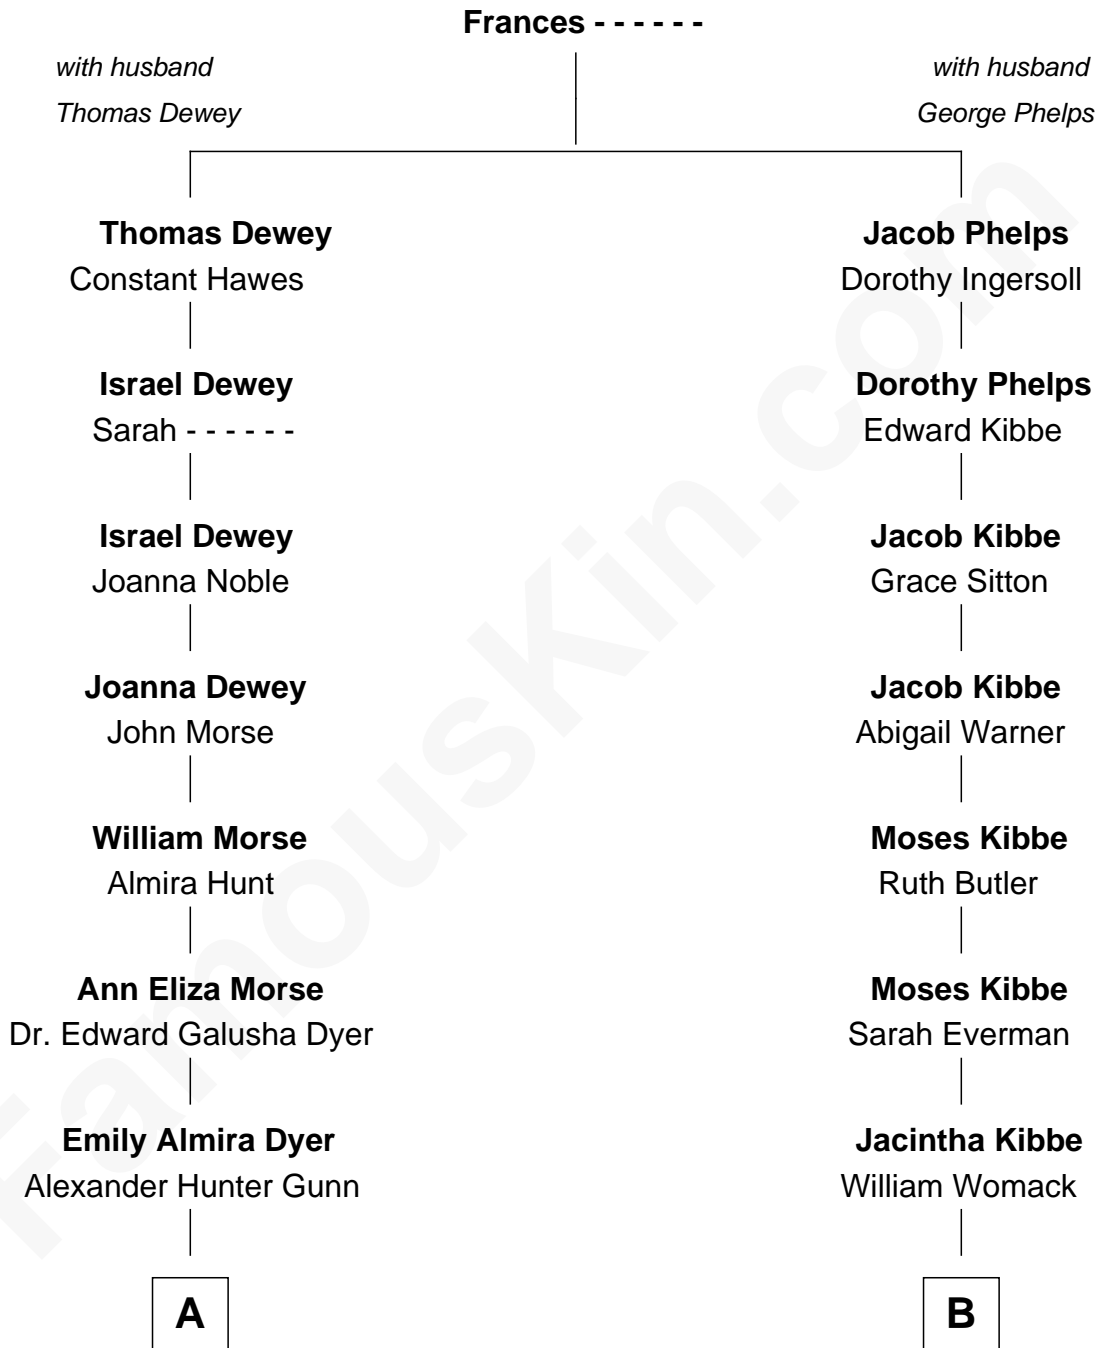 Frances - - - - - -
with husband
Thomas Dewey
with husband
George Phelps
Thomas Dewey
Constant Hawes
Jacob Phelps
Dorothy Ingersoll
Israel Dewey
Sarah - - - - - -
Dorothy Phelps
Edward Kibbe
Israel Dewey
Joanna Noble
Jacob Kibbe
Grace Sitton
Joanna Dewey
John Morse
Jacob Kibbe
Abigail Warner
William Morse
Almira Hunt
Moses Kibbe
Ruth Butler
Ann Eliza Morse
Dr. Edward Galusha Dyer
Moses Kibbe
Sarah Everman
Emily Almira Dyer
Alexander Hunter Gunn
Jacintha Kibbe
William Womack
A
B
FamousKin.com